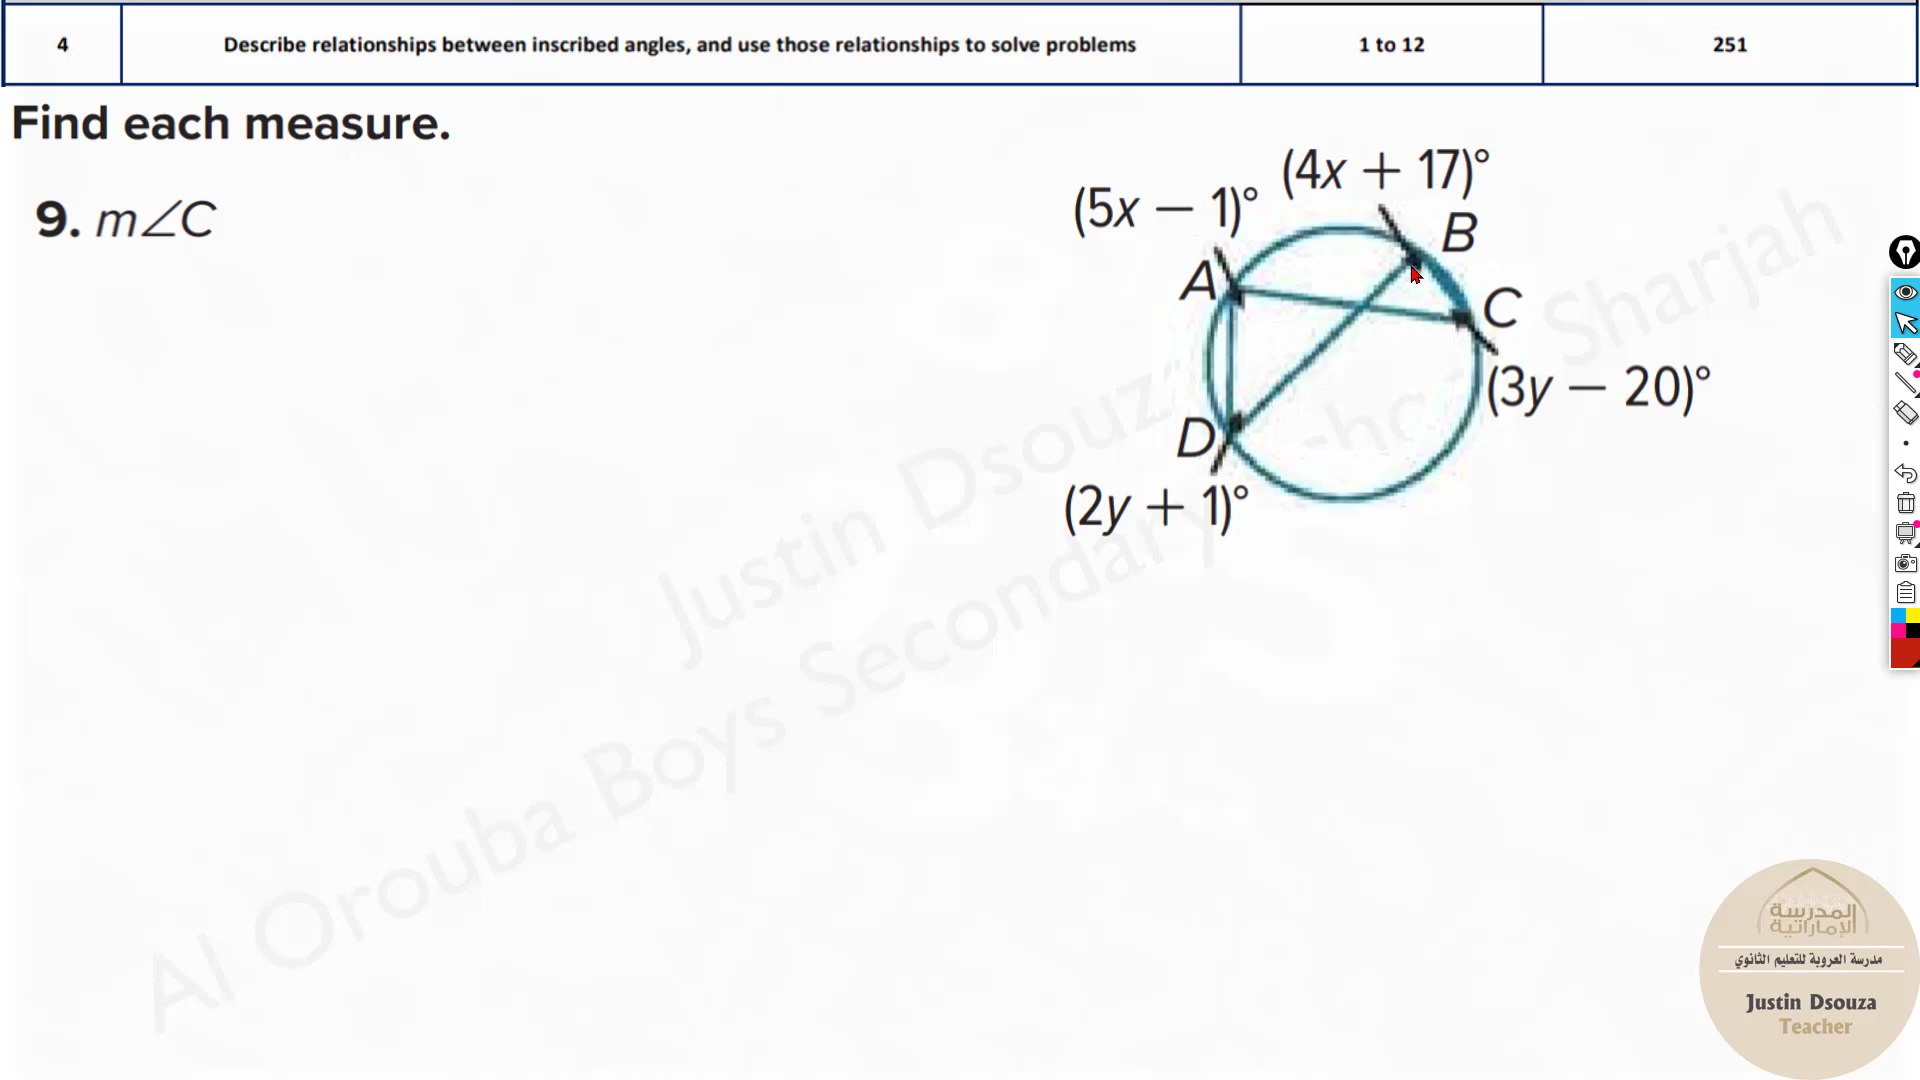 4 Describe relationships between inscribed angles, and use those relationships to solve problems 1 to 12 251
Find each measure.
9. m∠C
(4x + 17)°
(5x − 1)°
B
A
C
(3y − 20)°
D
(2y + 1)°
Justin Dsouza
Al Orouba Boys Secondary School Sharjah
المدرسة
الإماراتية
مدرسة العروبة للتعليم الثانوي
Justin Dsouza
Teacher